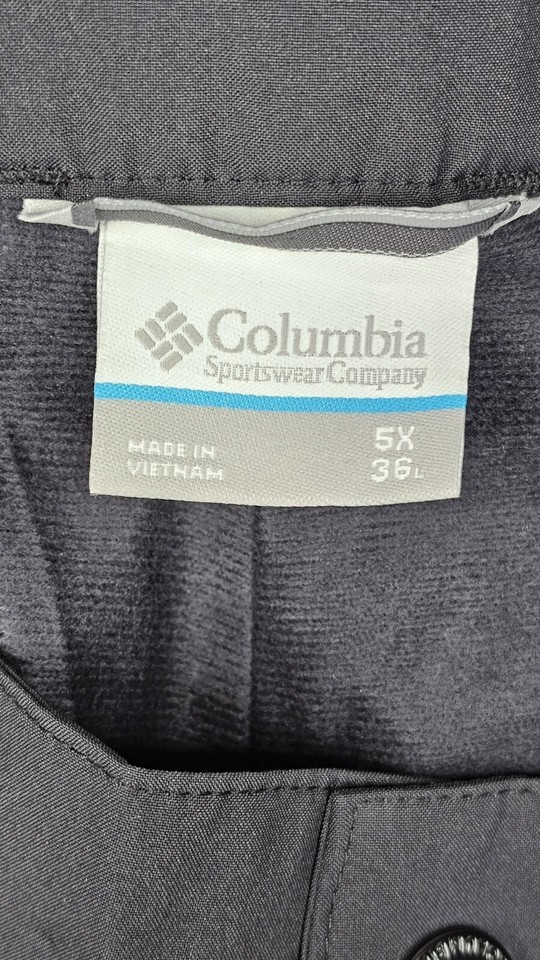 Columbia
Sportswear Company
MADE IN
VIETNAM
5X
36L